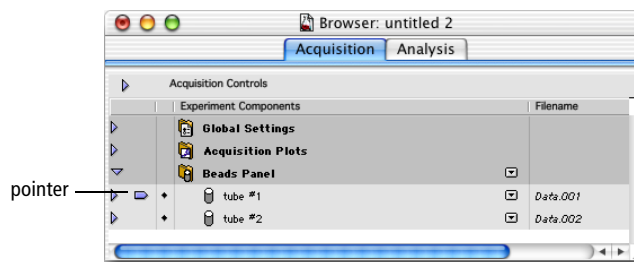 Browser: untitled 2
Acquisition Analysis
Acquisition Controls
Experiment Components Filename
Global Settings
Acquisition Plots
Beads Panel
pointer
tube #1 Data.001
tube #2 Data.002